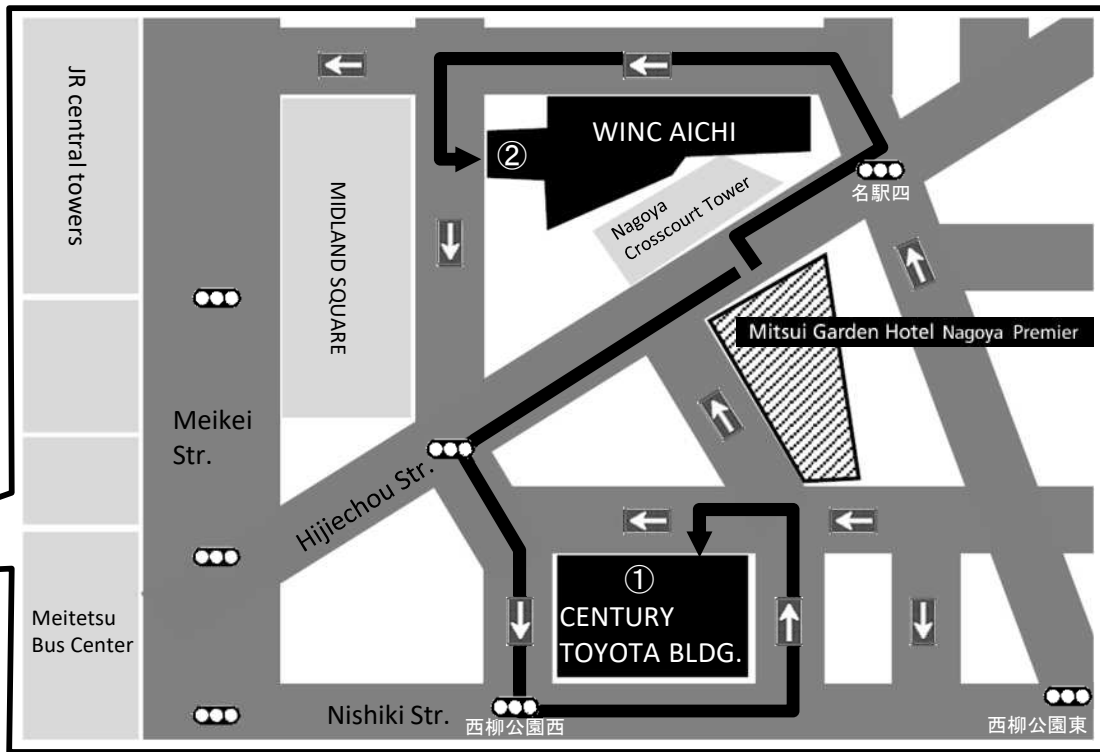 JR central towers
WINC AICHI
②
名駅四
Nagoya
Crosscourt Tower
MIDLAND SQUARE
Mitsui Garden Hotel Nagoya Premier
Meikei
Str.
Hijiechou Str.
①
CENTURY
TOYOTA BLDG.
Meitetsu
Bus Center
Nishiki Str.
西柳公園西
西柳公園東